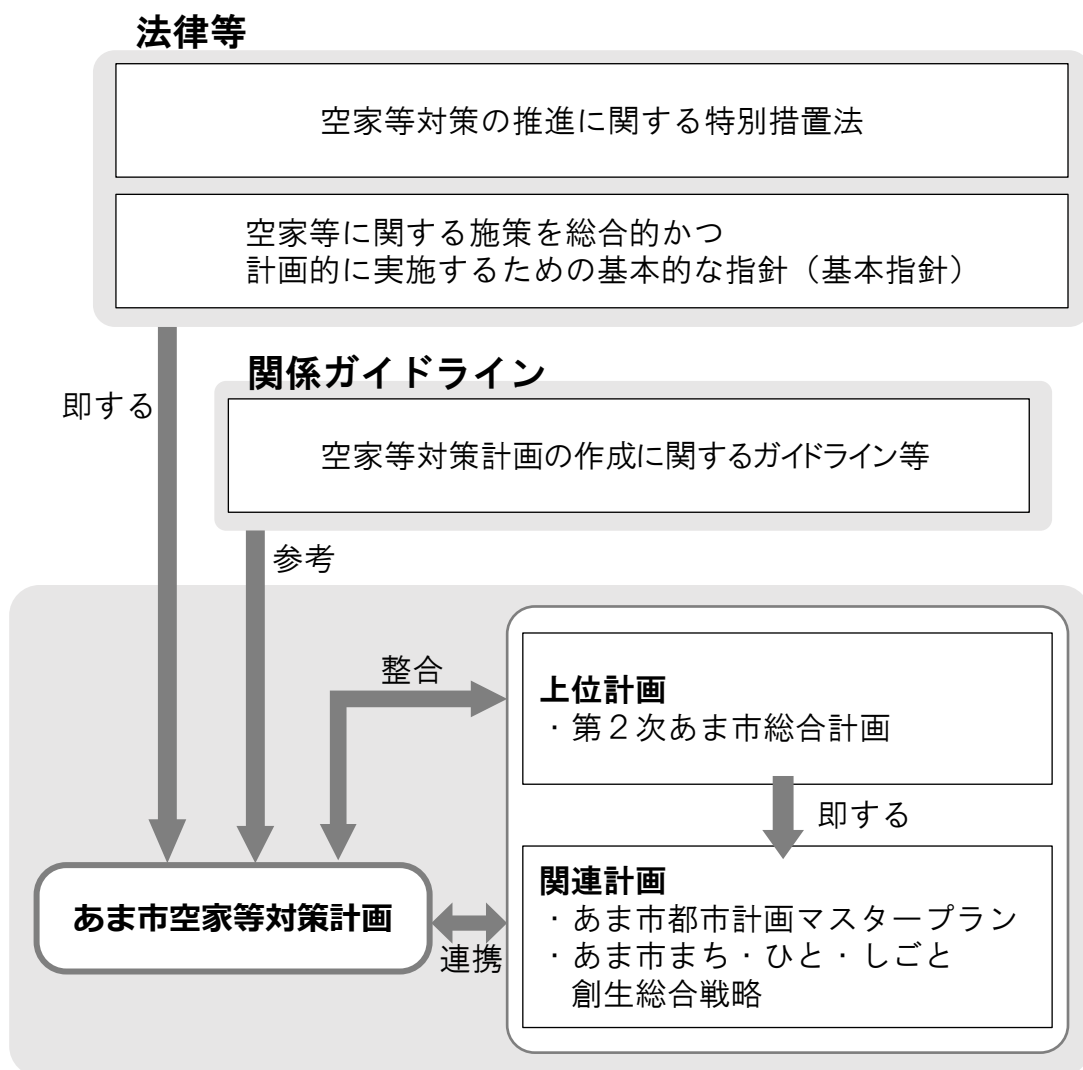 法律等
空家等対策の推進に関する特別措置法
空家等に関する施策を総合的かつ
計画的に実施するための基本的な指針（基本指針）
即する
関係ガイドライン
空家等対策計画の作成に関するガイドライン等
参考
整合
上位計画
・第２次あま市総合計画
即する
関連計画
・あま市都市計画マスタープラン
・あま市まち・ひと・しごと
創生総合戦略
あま市空家等対策計画
連携